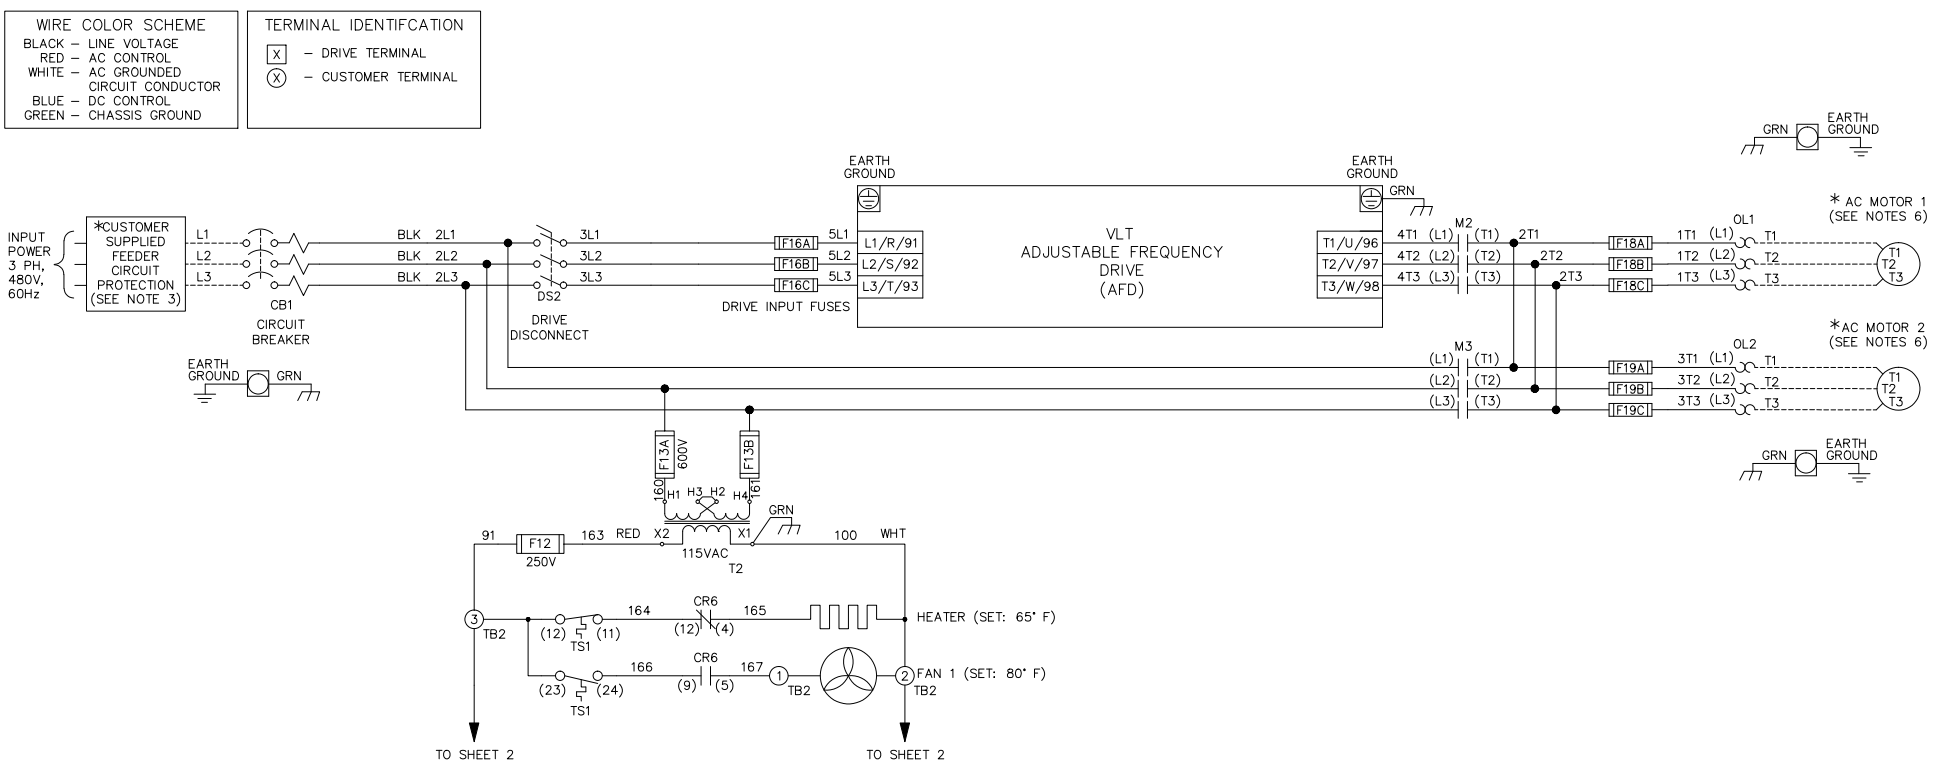 WIRE COLOR SCHEME
BLACK – LINE VOLTAGE
RED – AC CONTROL
WHITE – AC GROUNDED
CIRCUIT CONDUCTOR
BLUE – DC CONTROL
GREEN – CHASSIS GROUND
TERMINAL IDENTIFCATION
X – DRIVE TERMINAL
X – CUSTOMER TERMINAL
GRN
EARTH
GROUND
EARTH
GROUND
EARTH
GROUND
GRN
INPUT
POWER
3 PH,
480V,
60Hz
*CUSTOMER
SUPPLIED
FEEDER
CIRCUIT
PROTECTION
(SEE NOTE 3)
L1
L2
L3
CB1
CIRCUIT
BREAKER
BLK 2L1
BLK 2L2
BLK 2L3
DS2
DRIVE
DISCONNECT
3L1
3L2
3L3
F16A
F16B
F16C
DRIVE INPUT FUSES
5L1
5L2
5L3
L1/R/91
L2/S/92
L3/T/93
VLT
ADJUSTABLE FREQUENCY
DRIVE
(AFD)
T1/U/96
T2/V/97
T3/W/98
M2
4T1 (L1) (T1) 2T1
4T2 (L2) (T2) 2T2
4T3 (L3) (T3) 2T3
F18A
F18B
F18C
OL1
1T1 (L1) T1
1T2 (L2) T2
1T3 (L3) T3
* AC MOTOR 1
(SEE NOTES 6)
T1
T2
T3
EARTH
GROUND
GRN
M3
(L1) (T1)
(L2) (T2)
(L3) (T3)
F19A
F19B
F19C
OL2
3T1 (L1) T1
3T2 (L2) T2
3T3 (L3) T3
*AC MOTOR 2
(SEE NOTES 6)
T1
T2
T3
GRN
EARTH
GROUND
F13A
600V
F13B
160
161
H1 H3 H2 H4
GRN
91
F12
250V
163 RED X2 X1
115VAC
T2
100 WHT
3
TB2
(12) (11)
TS1
164
CR6
(12) (4)
165
HEATER (SET: 65° F)
(23) (24)
TS1
166
CR6
(9) (5)
167
1
TB2
2
TB2
FAN 1 (SET: 80° F)
TO SHEET 2
TO SHEET 2